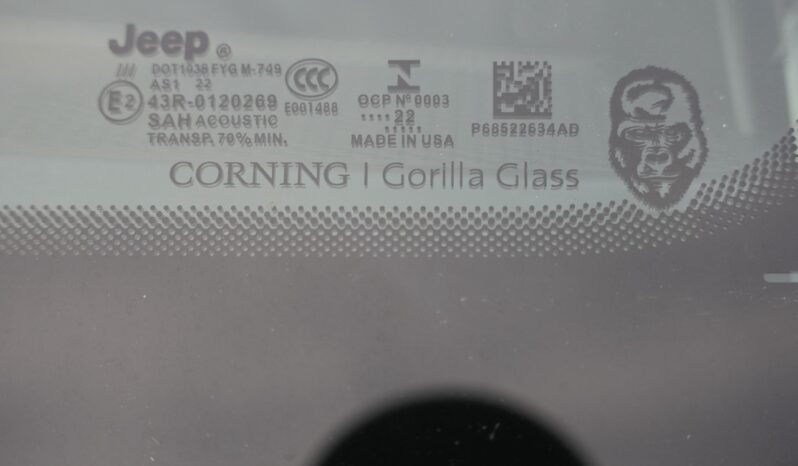 Jeep®
/// DOT1038 FYG M-749
AS1 22
E2 43R-0120269
SAH ACOUSTIC
TRANSP. 70% MIN.
CCC
E001488
OCP Nº 0003
22
MADE IN USA
P68522634AD
CORNING | Gorilla Glass